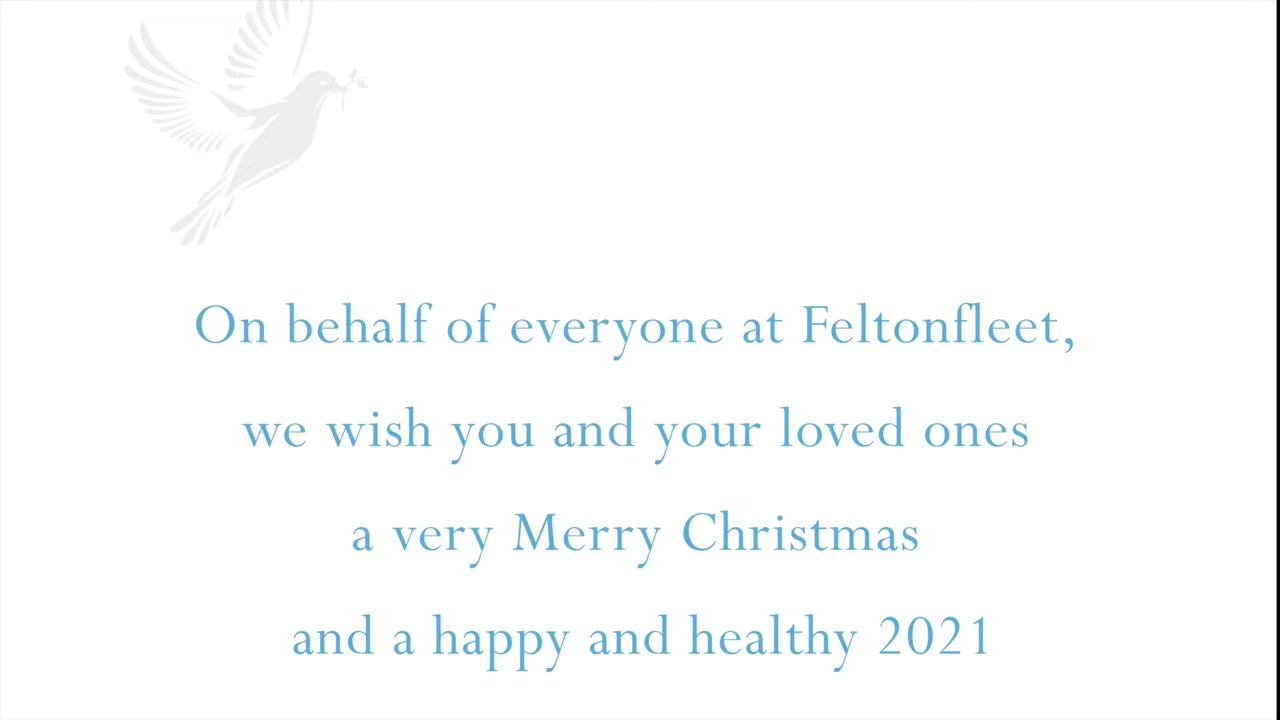 On behalf of everyone at Feltonfleet,
we wish you and your loved ones
a very Merry Christmas
and a happy and healthy 2021